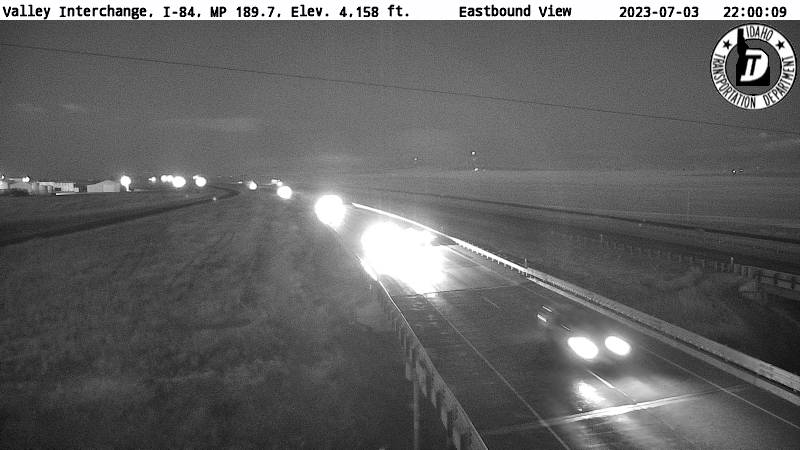 Valley Interchange, I-84, MP 189.7, Elev. 4,158 ft. Eastbound View 2023-07-03 22:00:09
IDAHO
TRANSPORTATION DEPARTMENT